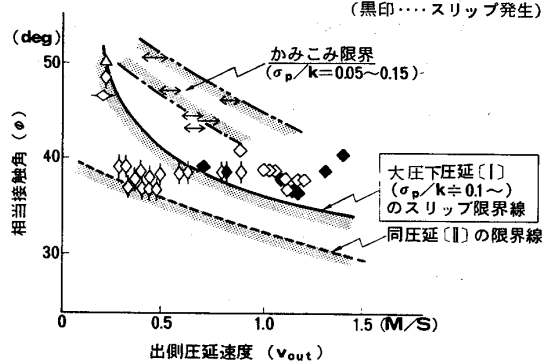 (黒印‥‥スリップ発生)
(deg)
かみこみ限界
(σp/k=0.05~0.15)
50
40
30
相当接触角 (φ)
大圧下圧延〔Ⅰ〕
(σp/k≒0.1~)
のスリップ限界線
同圧延〔Ⅱ〕の限界線
0 0.5 1.0 1.5 (M/S)
出側圧延速度 (vout)